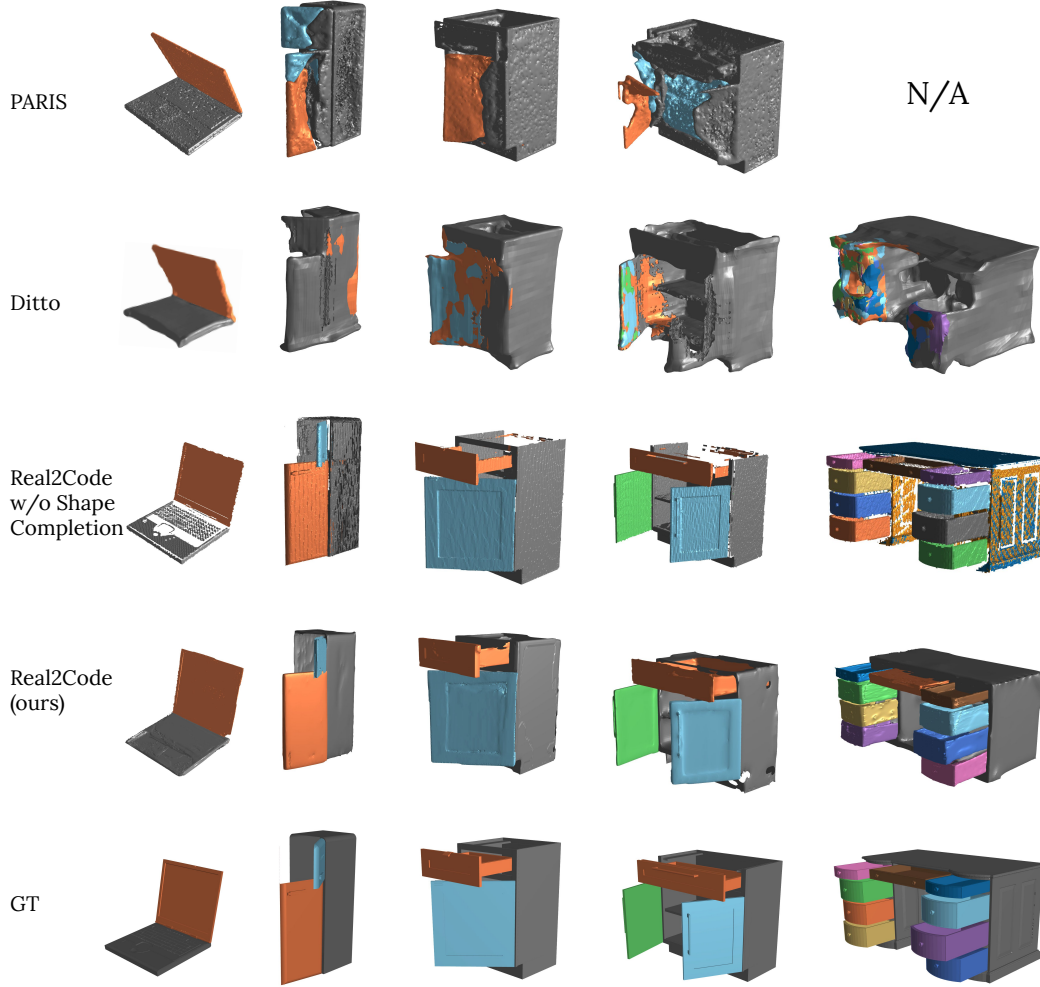 PARIS
N/A
Ditto
Real2Code
w/o Shape
Completion
Real2Code
(ours)
GT